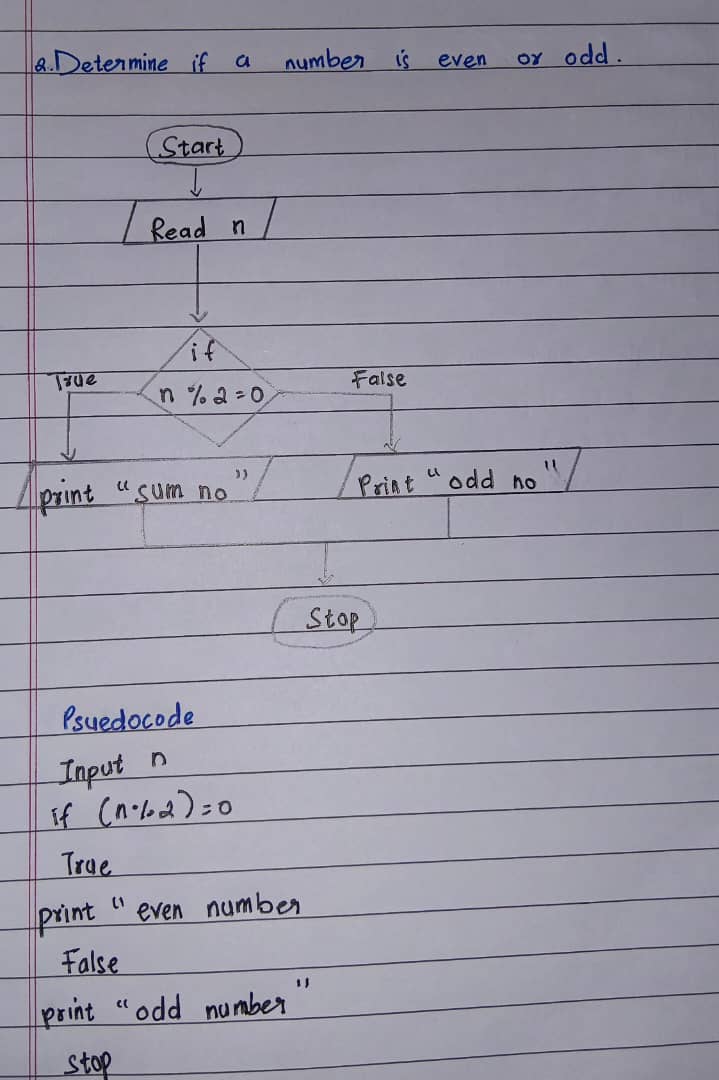 a.Determine if a number is even or odd.
Start
Read n
if
True
False
n % 2 = 0
print "sum no"
Print "odd no"
Stop
Psuedocode
Input n
if (n%2)=0
True
print "even number
False
print "odd number"
stop